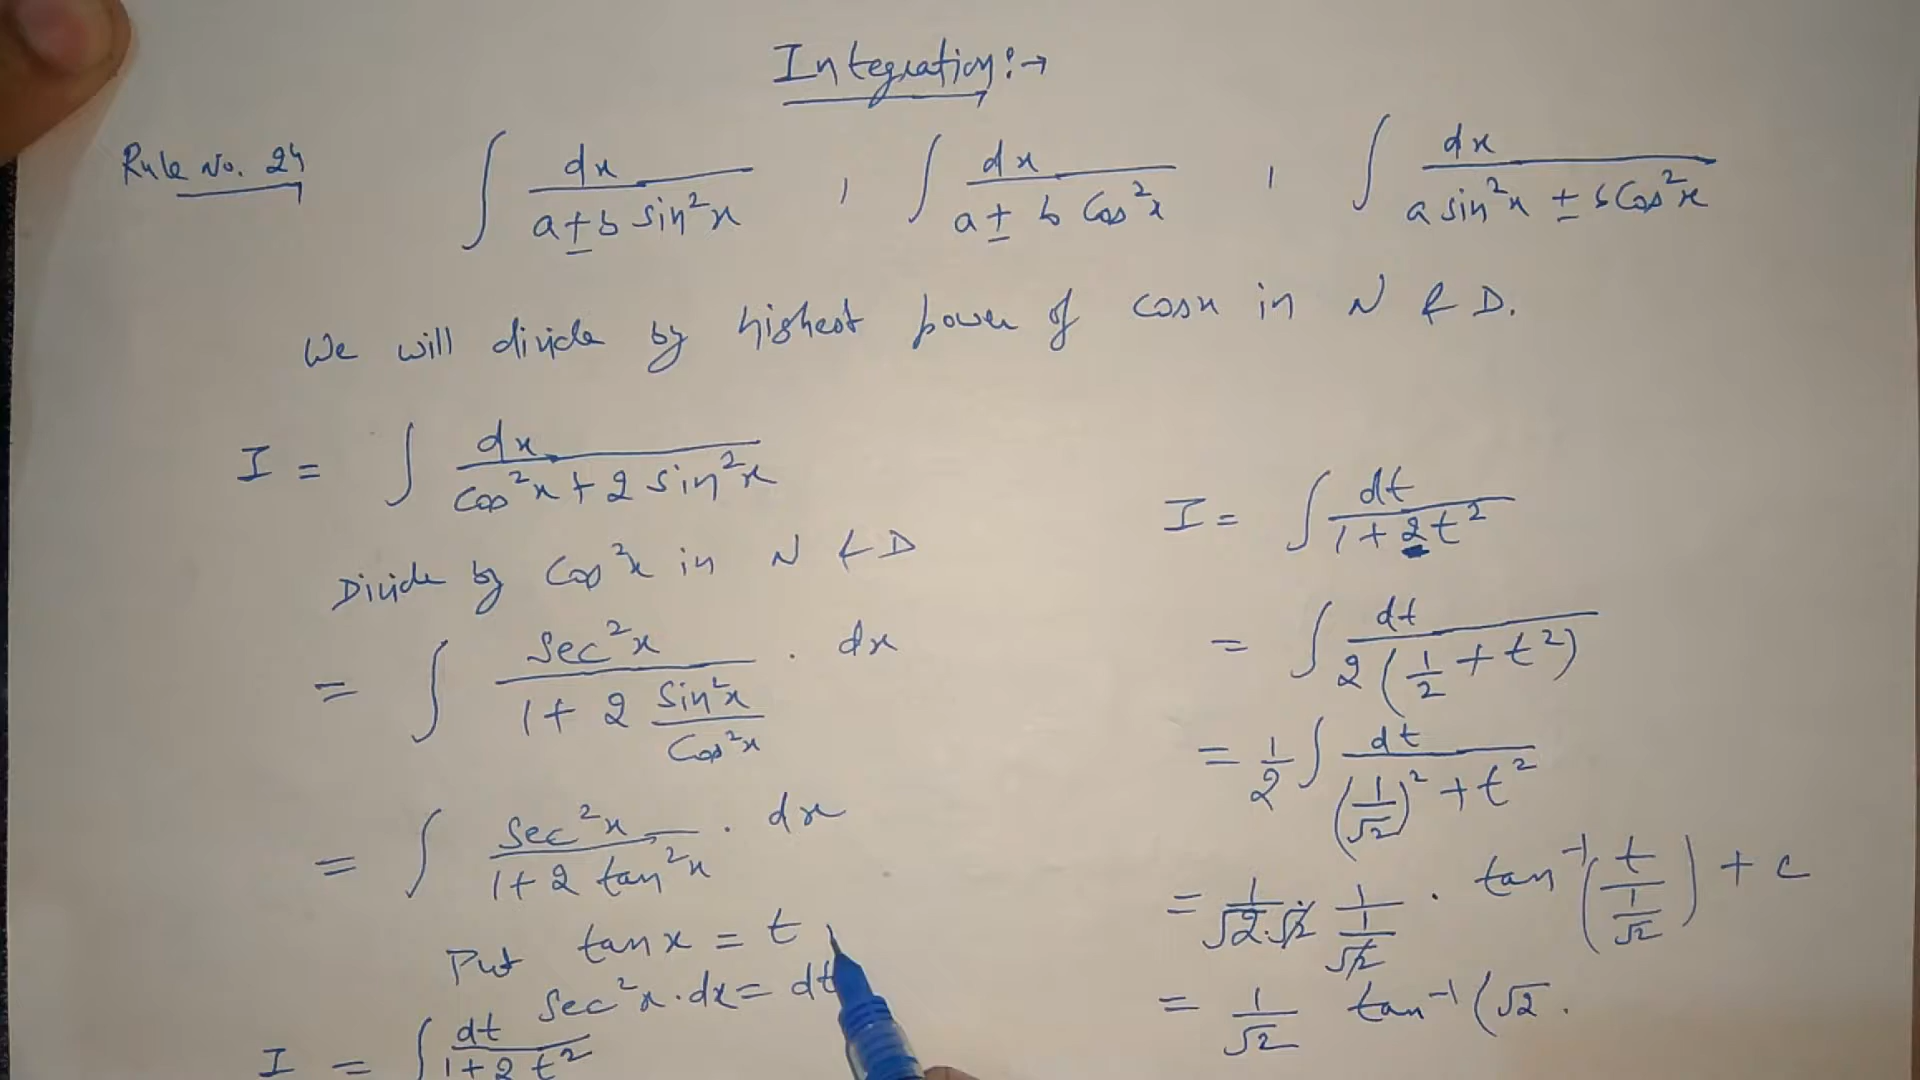 Integration:→
Rule No. 24 ∫ dx / (a ± b sin²x) , ∫ dx / (a ± b cos²x) , ∫ dx / (a sin²x ± b cos²x)
We will divide by highest power of cosx in N & D.
I = ∫ dx / (cos²x + 2 sin²x)
Divide by cos²x in N & D
= ∫ sec²x / (1 + 2 sin²x/cos²x) . dx
= ∫ sec²x / (1 + 2 tan²x) . dx
Put tanx = t
sec²x . dx = dt
I = ∫ dt / (1 + 2t²)
I = ∫ dt / (1 + 2t²)
= ∫ dt / (2(1/2 + t²))
= 1/2 ∫ dt / ((1/√2)² + t²)
= 1/(√2.√2) 1/(1/√2) . tan⁻¹(t/(1/√2)) + c
= 1/√2 tan⁻¹(√2 .